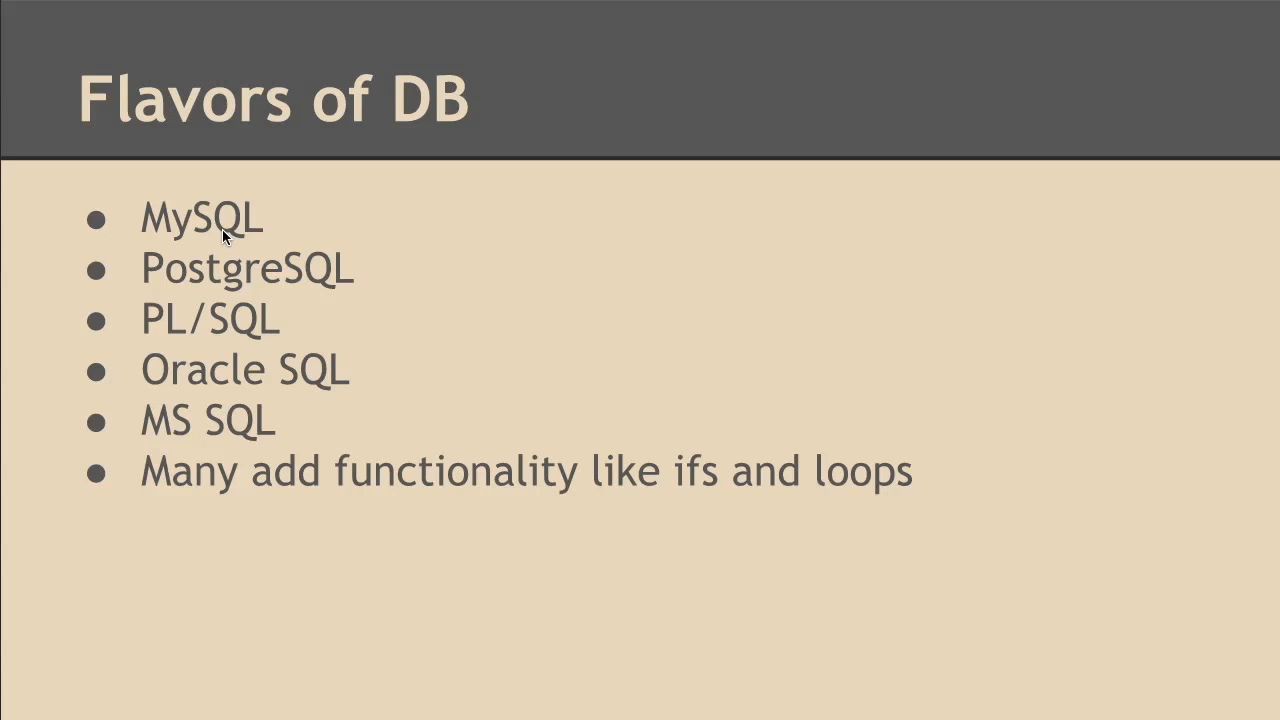 Flavors of DB
● MySQL
● PostgreSQL
● PL/SQL
● Oracle SQL
● MS SQL
● Many add functionality like ifs and loops